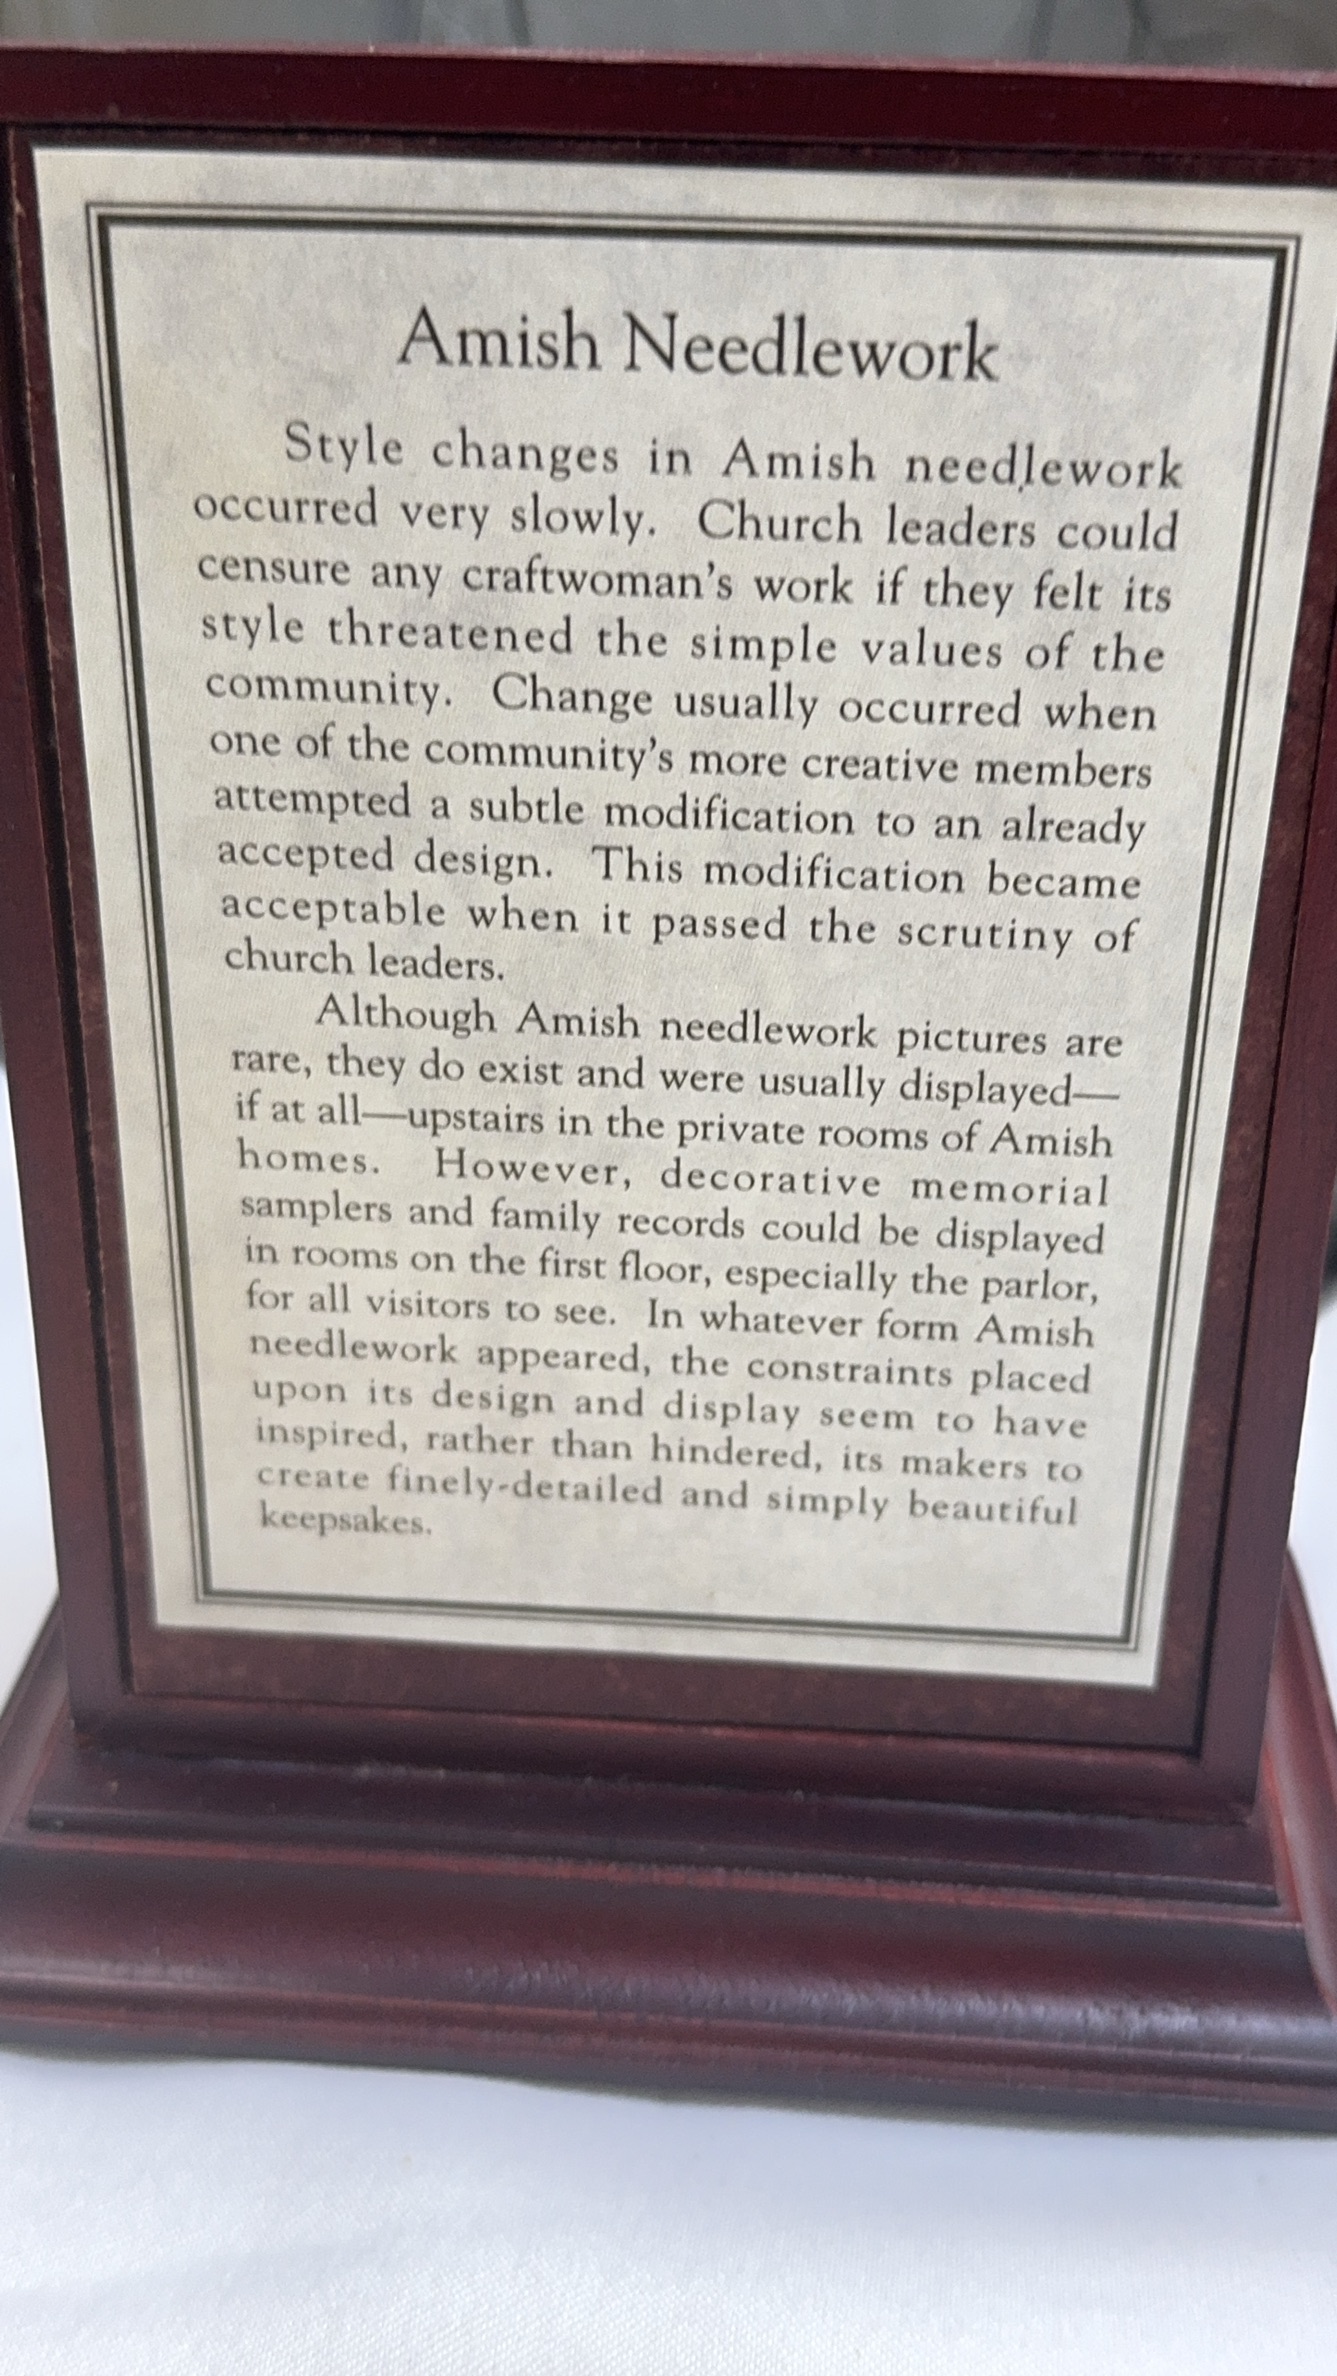 Amish Needlework
Style changes in Amish needlework
occurred very slowly. Church leaders could
censure any craftwoman's work if they felt its
style threatened the simple values of the
community. Change usually occurred when
one of the community's more creative members
attempted a subtle modification to an already
accepted design. This modification became
acceptable when it passed the scrutiny of
church leaders.
Although Amish needlework pictures are
rare, they do exist and were usually displayed—
if at all—upstairs in the private rooms of Amish
homes. However, decorative memorial
samplers and family records could be displayed
in rooms on the first floor, especially the parlor,
for all visitors to see. In whatever form Amish
needlework appeared, the constraints placed
upon its design and display seem to have
inspired, rather than hindered, its makers to
create finely-detailed and simply beautiful
keepsakes.